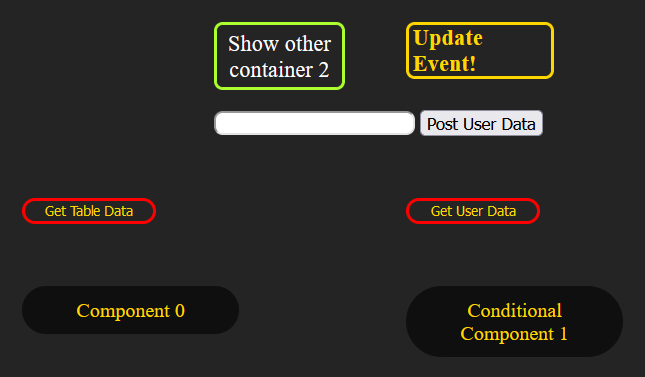 Show other
container 2
Update
Event!
Post User Data
Get Table Data
Get User Data
Component 0
Conditional
Component 1